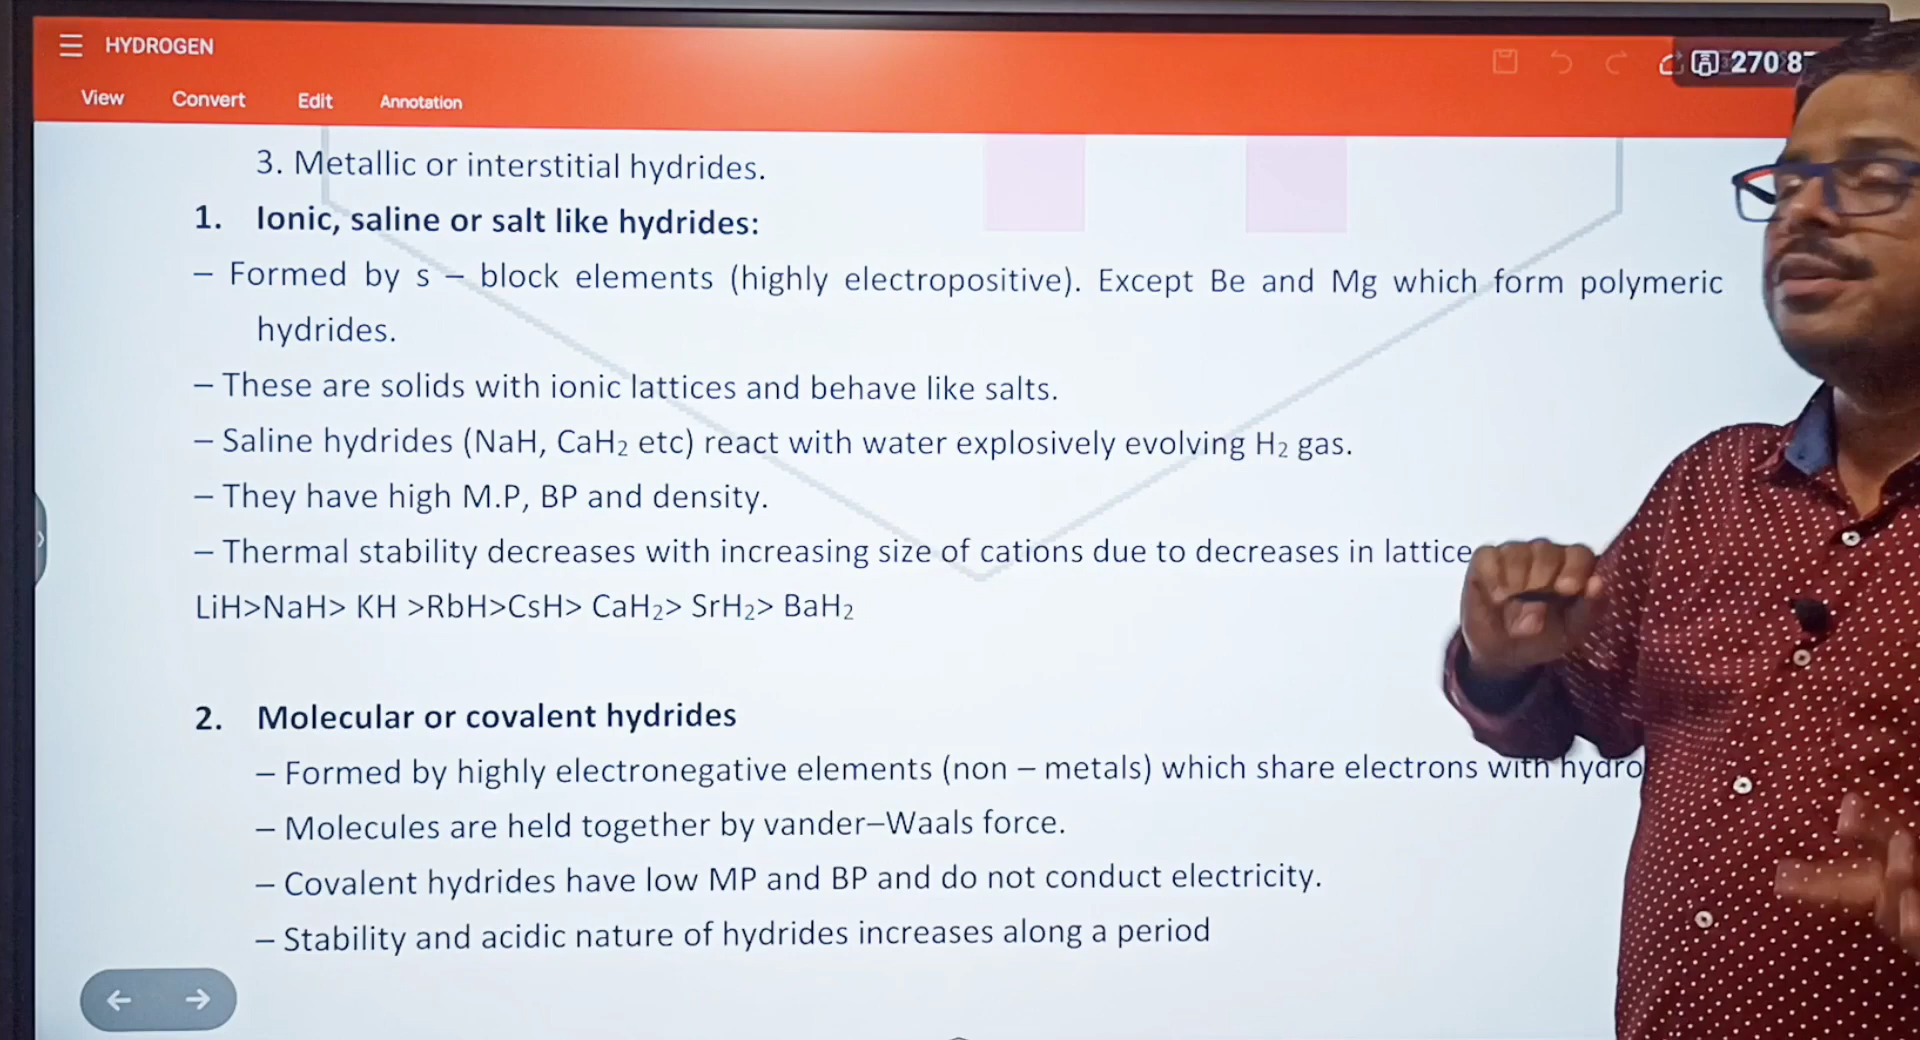 HYDROGEN
270 8
View Convert Edit Annotation
3. Metallic or interstitial hydrides.
1. Ionic, saline or salt like hydrides:
– Formed by s – block elements (highly electropositive). Except Be and Mg which form polymeric
hydrides.
– These are solids with ionic lattices and behave like salts.
– Saline hydrides (NaH, CaH₂ etc) react with water explosively evolving H₂ gas.
– They have high M.P, BP and density.
– Thermal stability decreases with increasing size of cations due to decreases in lattice
LiH>NaH> KH >RbH>CsH> CaH₂> SrH₂> BaH₂
2. Molecular or covalent hydrides
– Formed by highly electronegative elements (non – metals) which share electrons with hydro
– Molecules are held together by vander–Waals force.
– Covalent hydrides have low MP and BP and do not conduct electricity.
– Stability and acidic nature of hydrides increases along a period